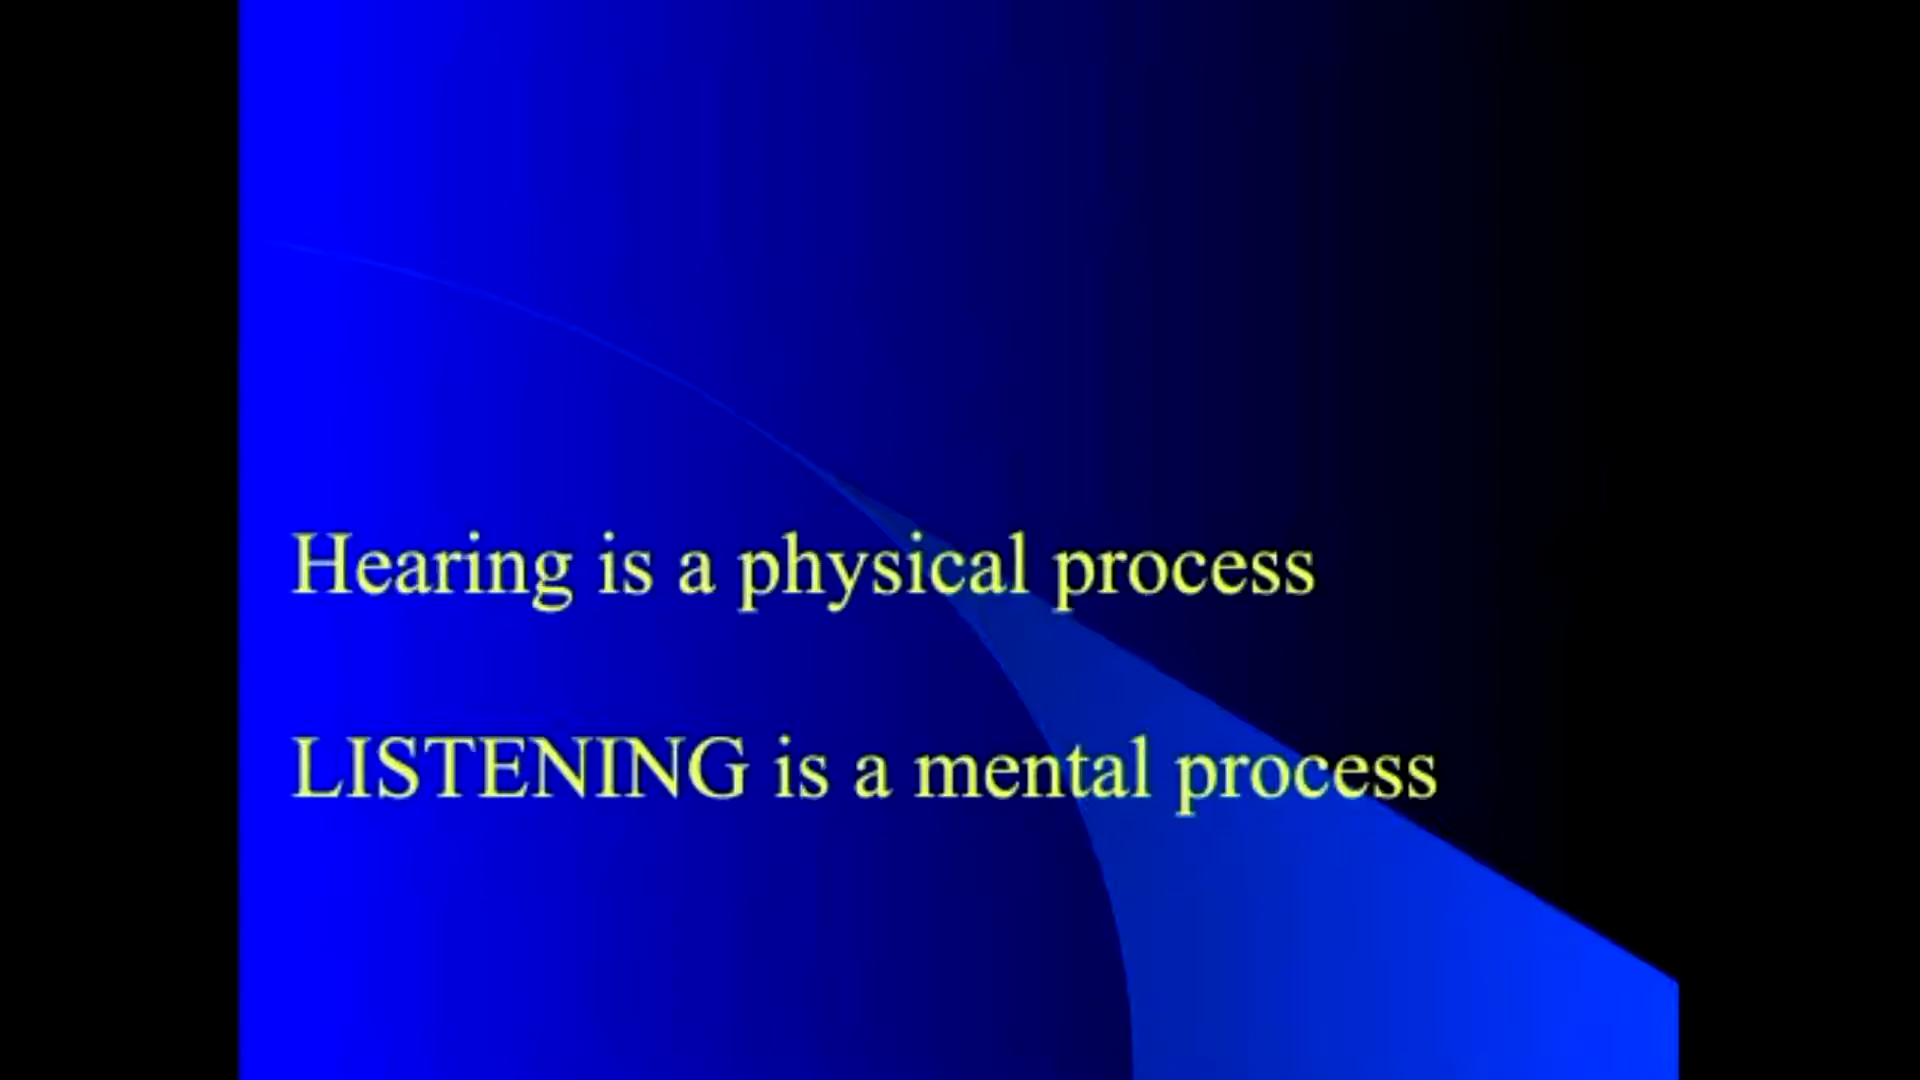 Hearing is a physical process
LISTENING is a mental process